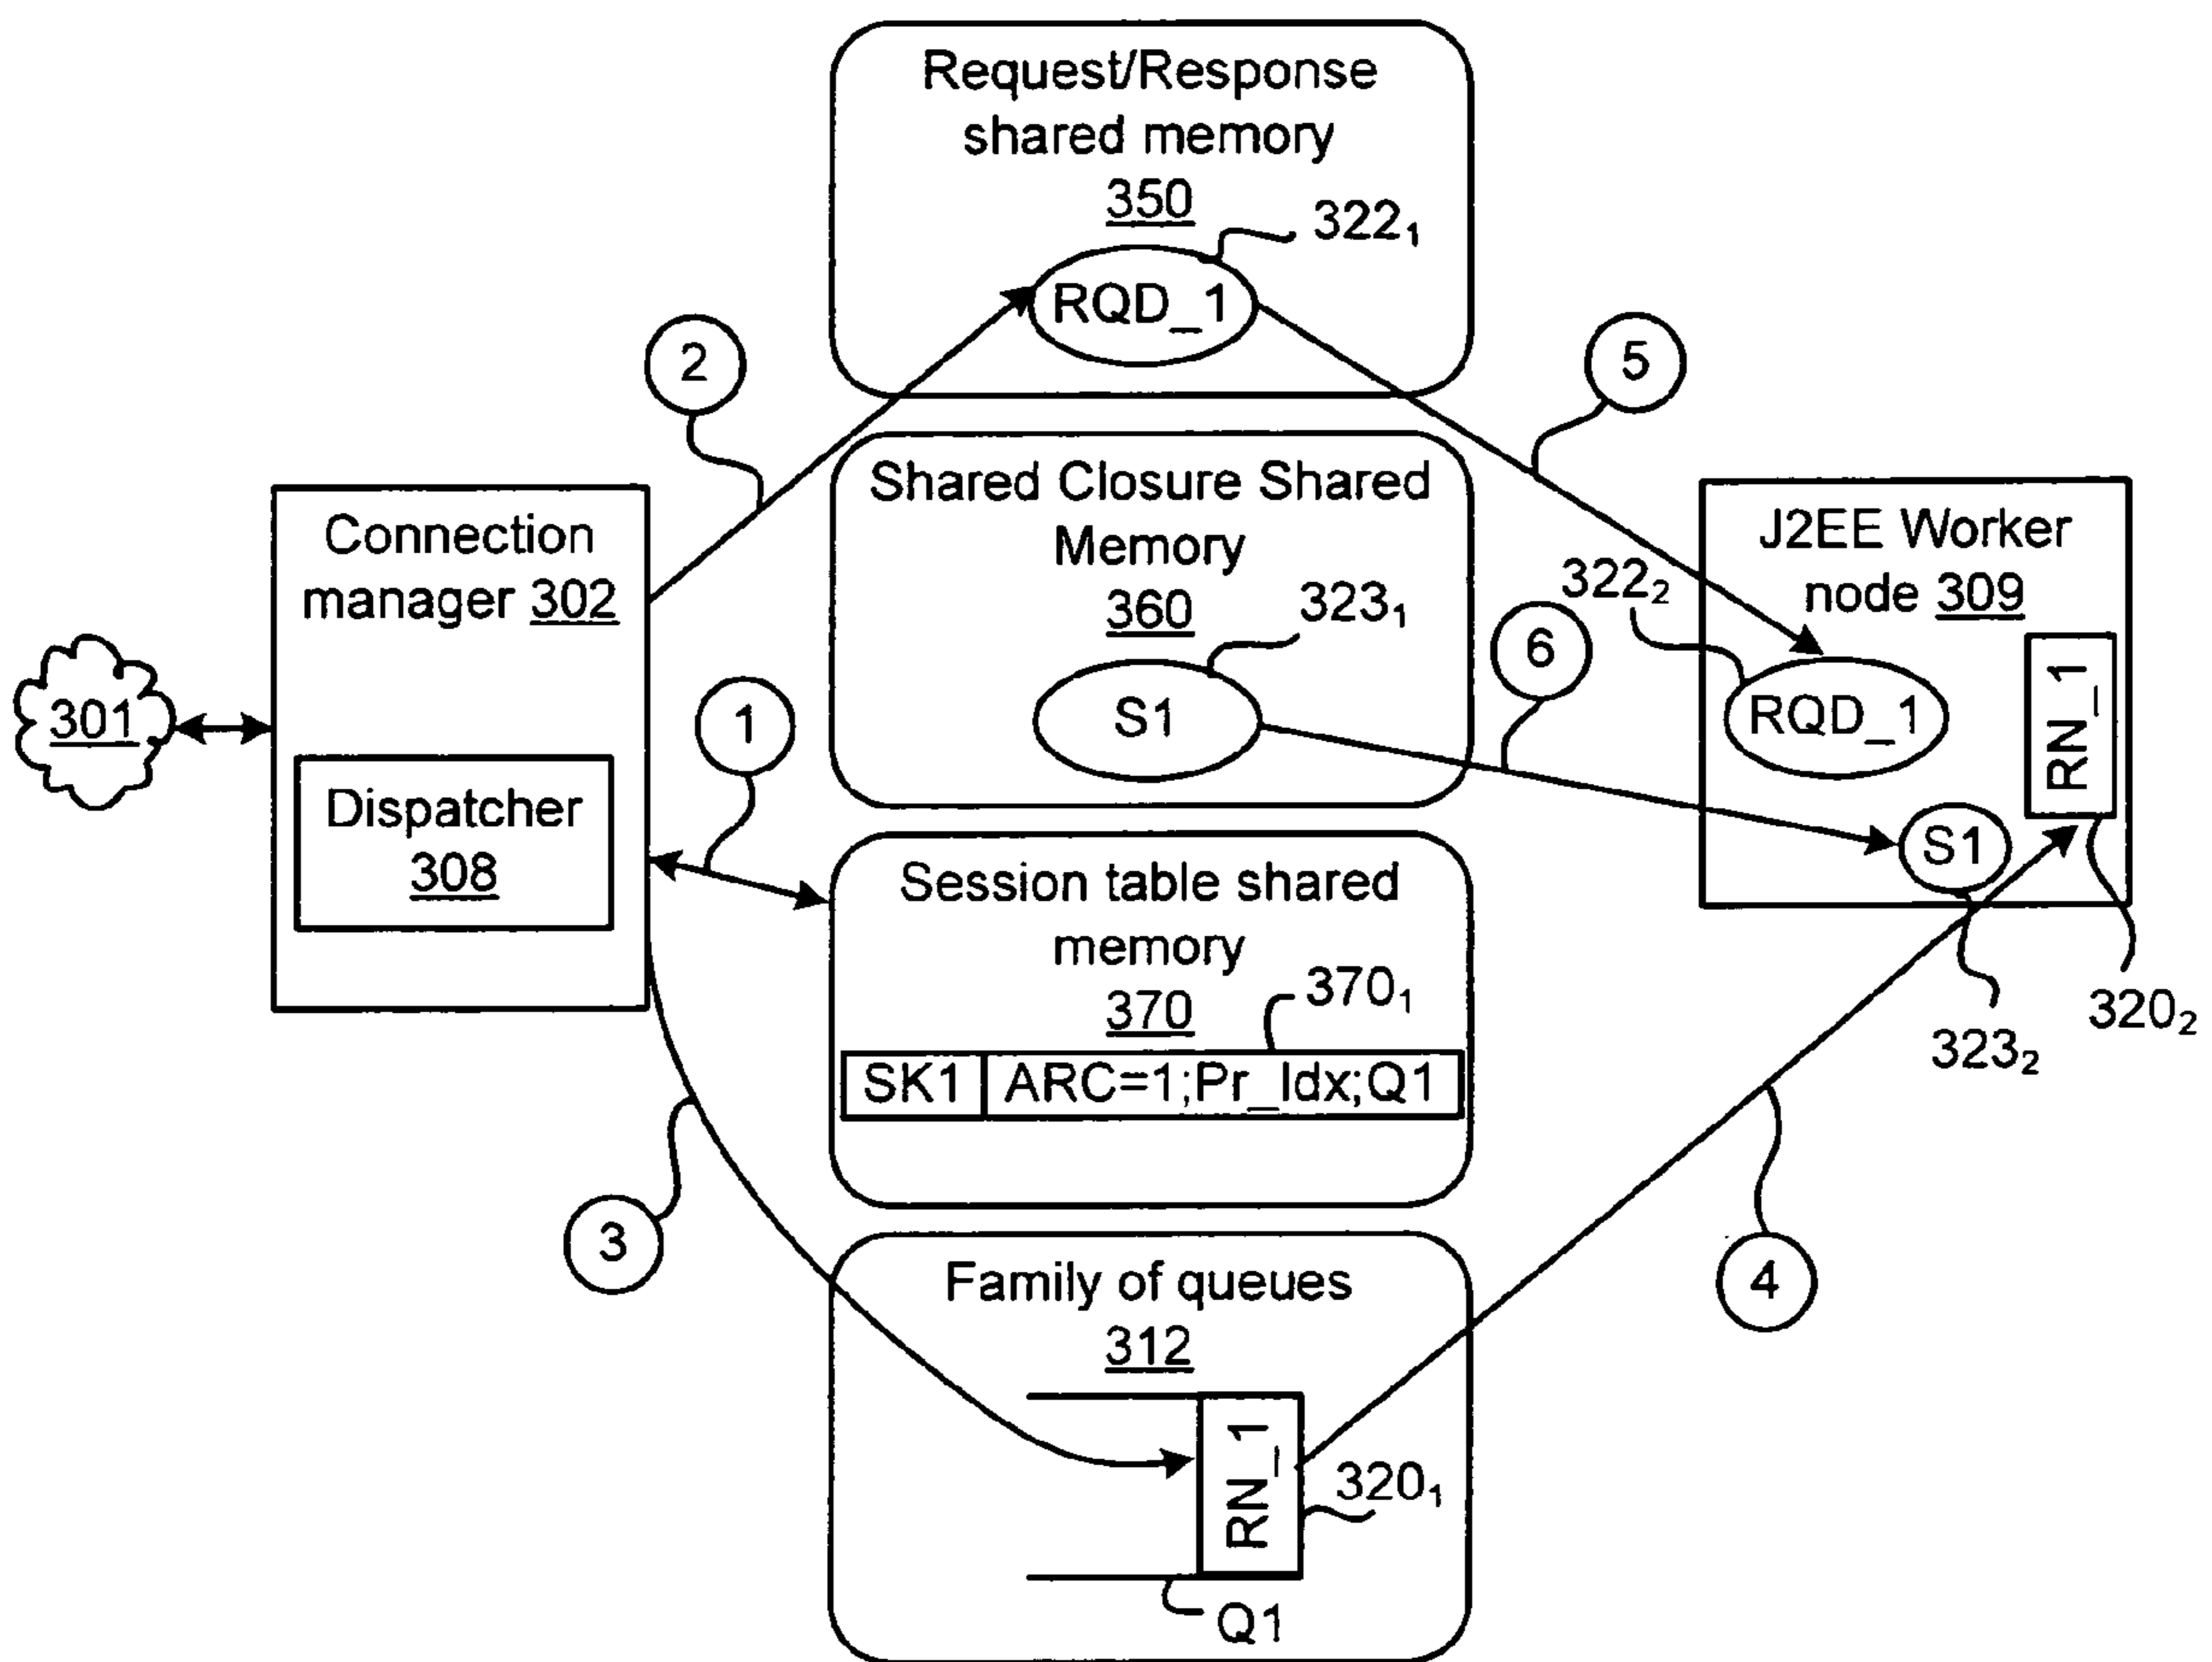 Request/Response
shared memory
350
322₁
RQD_1
2
5
Shared Closure Shared
Memory
360
323₁
S1
6
Connection
manager 302
301
Dispatcher
308
1
J2EE Worker
node 309
322₂
RQD_1
RN_1
S1
323₂
320₂
Session table shared
memory
370
370₁
SK1 ARC=1;Pr_Idx;Q1
3
4
Family of queues
312
RN_1
320₁
Q1